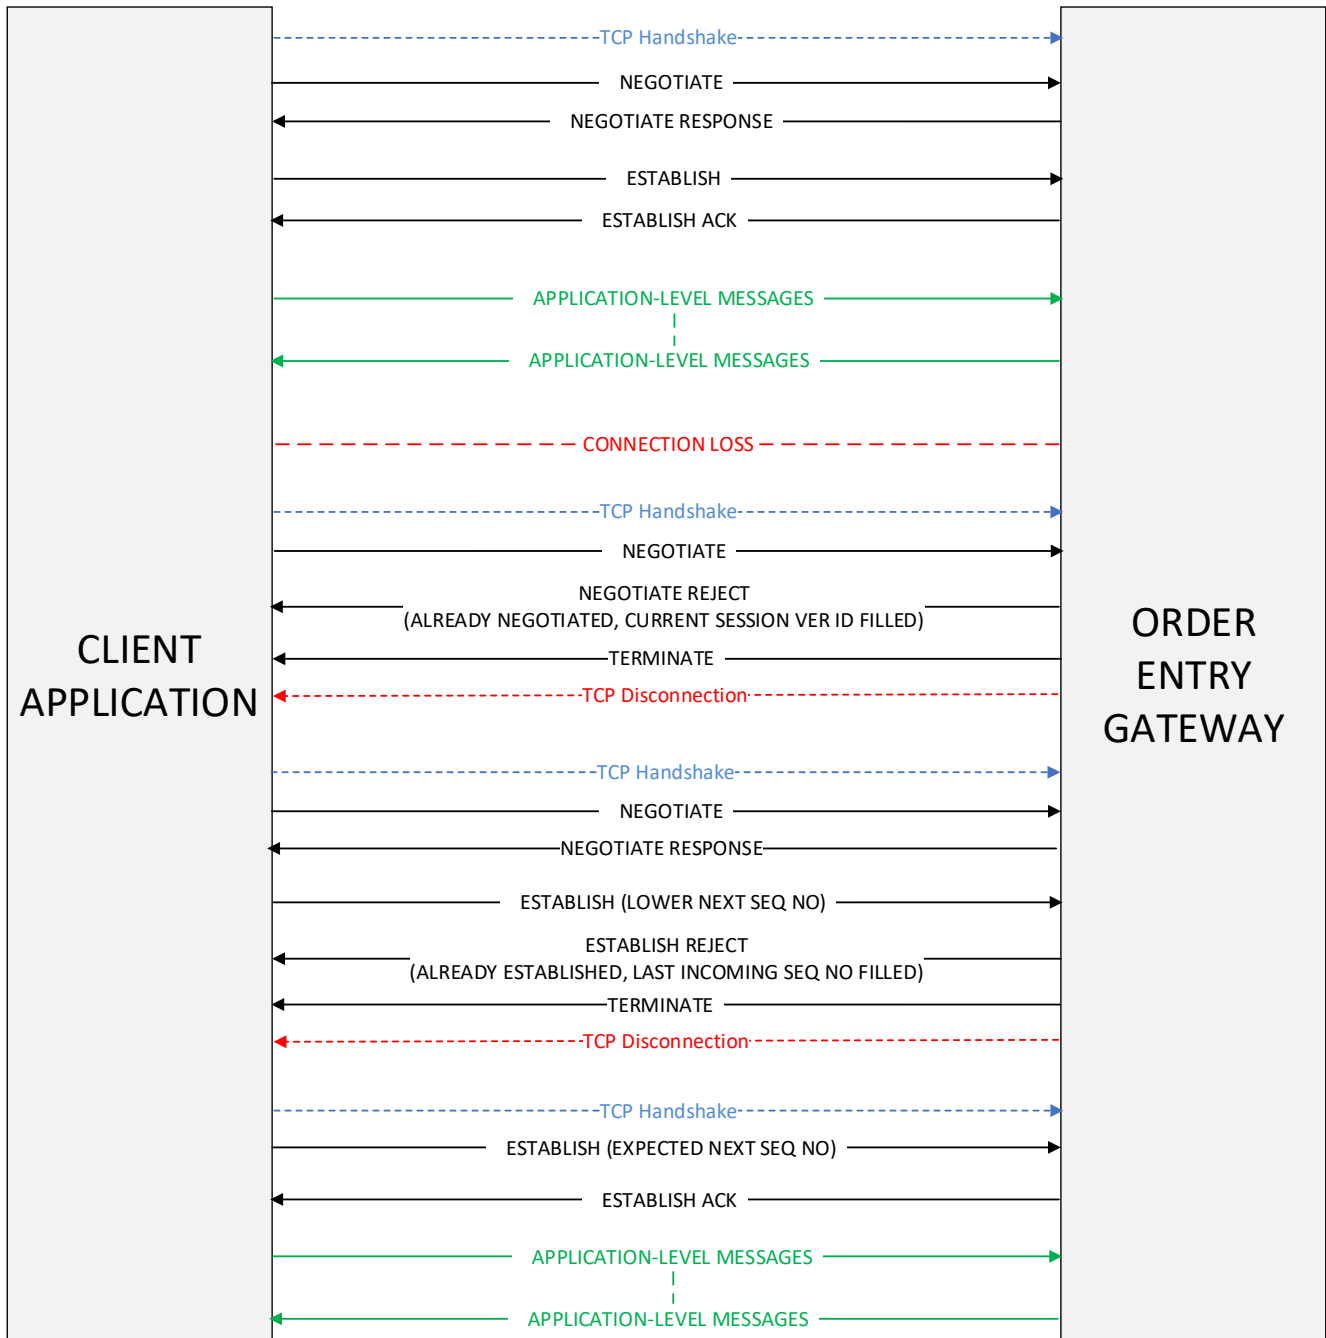 TCP Handshake
NEGOTIATE
NEGOTIATE RESPONSE
ESTABLISH
ESTABLISH ACK
APPLICATION-LEVEL MESSAGES
APPLICATION-LEVEL MESSAGES
CONNECTION LOSS
TCP Handshake
NEGOTIATE
NEGOTIATE REJECT
(ALREADY NEGOTIATED, CURRENT SESSION VER ID FILLED)
TERMINATE
TCP Disconnection
CLIENT
APPLICATION
ORDER
ENTRY
GATEWAY
TCP Handshake
NEGOTIATE
NEGOTIATE RESPONSE
ESTABLISH (LOWER NEXT SEQ NO)
ESTABLISH REJECT
(ALREADY ESTABLISHED, LAST INCOMING SEQ NO FILLED)
TERMINATE
TCP Disconnection
TCP Handshake
ESTABLISH (EXPECTED NEXT SEQ NO)
ESTABLISH ACK
APPLICATION-LEVEL MESSAGES
APPLICATION-LEVEL MESSAGES